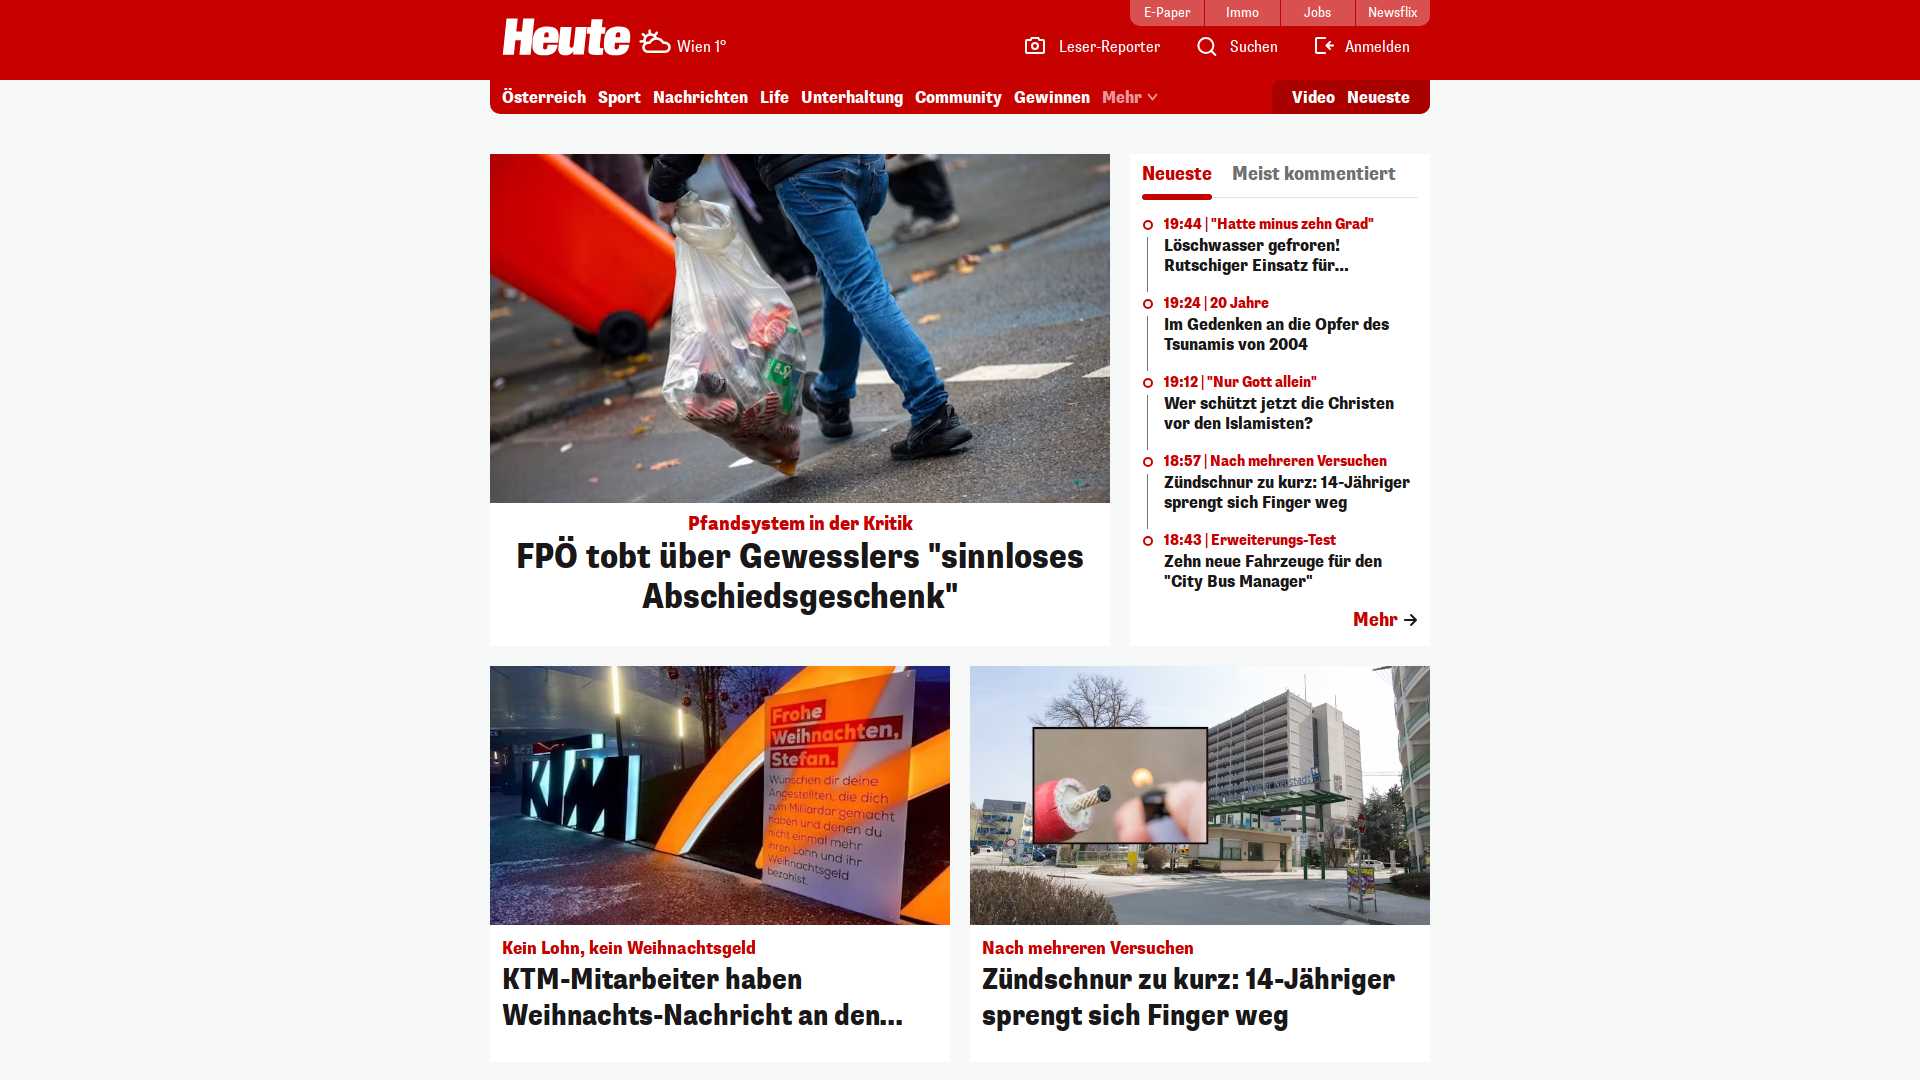 E-Paper
Immo
Jobs
Newsflix
Heute
Wien 1°
Leser-Reporter
Suchen
Anmelden
Österreich
Sport
Nachrichten
Life
Unterhaltung
Community
Gewinnen
Mehr
Video
Neueste
Pfandsystem in der Kritik
FPÖ tobt über Gewesslers "sinnloses
Abschiedsgeschenk"
Neueste
Meist kommentiert
19:44 | "Hatte minus zehn Grad"
Löschwasser gefroren!
Rutschiger Einsatz für...
19:24 | 20 Jahre
Im Gedenken an die Opfer des
Tsunamis von 2004
19:12 | "Nur Gott allein"
Wer schützt jetzt die Christen
vor den Islamisten?
18:57 | Nach mehreren Versuchen
Zündschnur zu kurz: 14-Jähriger
sprengt sich Finger weg
18:43 | Erweiterungs-Test
Zehn neue Fahrzeuge für den
"City Bus Manager"
Mehr
KTM
Frohe
Weihnachten,
Stefan.
Wünschen dir deine
Angestellten, die dich
zum Milliardär gemacht
haben und denen du
nicht einmal mehr
ihren Lohn und ihr
Weihnachtsgeld
bezahlst.
Kein Lohn, kein Weihnachtsgeld
KTM-Mitarbeiter haben
Weihnachts-Nachricht an den...
Nach mehreren Versuchen
Zündschnur zu kurz: 14-Jähriger
sprengt sich Finger weg